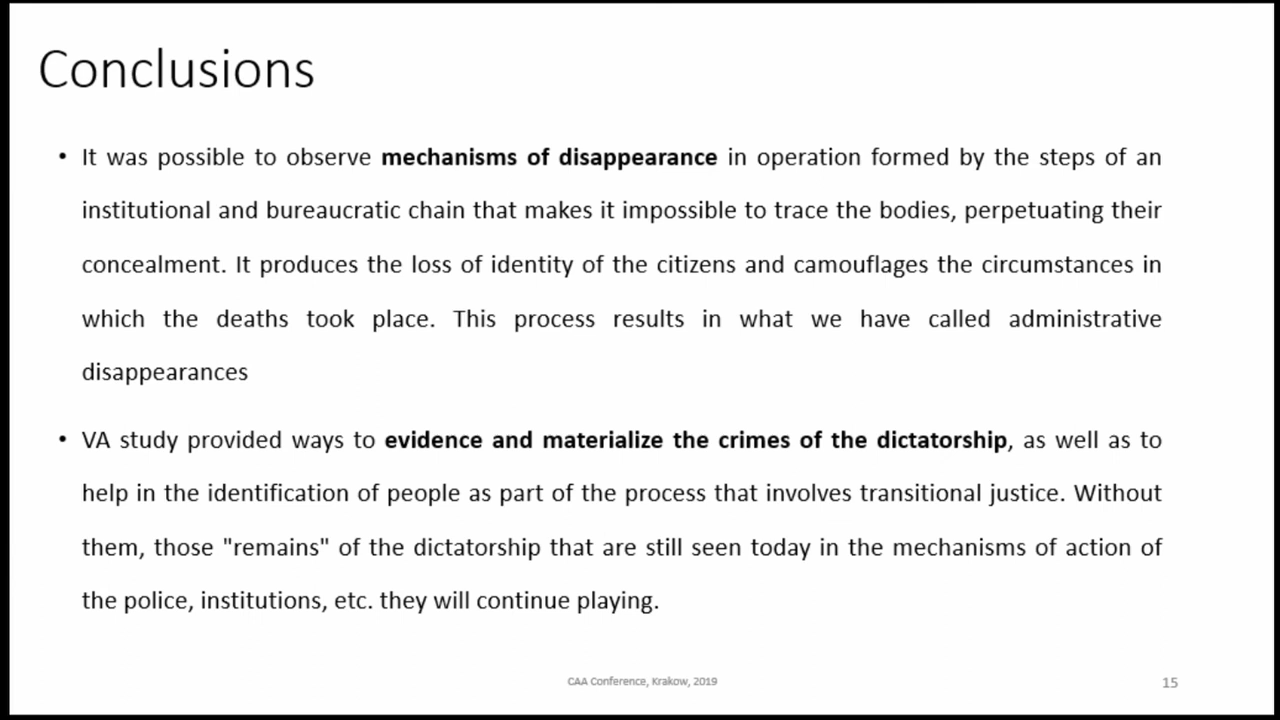 Conclusions
• It was possible to observe mechanisms of disappearance in operation formed by the steps of an
institutional and bureaucratic chain that makes it impossible to trace the bodies, perpetuating their
concealment. It produces the loss of identity of the citizens and camouflages the circumstances in
which the deaths took place. This process results in what we have called administrative
disappearances
• VA study provided ways to evidence and materialize the crimes of the dictatorship, as well as to
help in the identification of people as part of the process that involves transitional justice. Without
them, those "remains" of the dictatorship that are still seen today in the mechanisms of action of
the police, institutions, etc. they will continue playing.
CAA Conference, Krakow, 2019
15